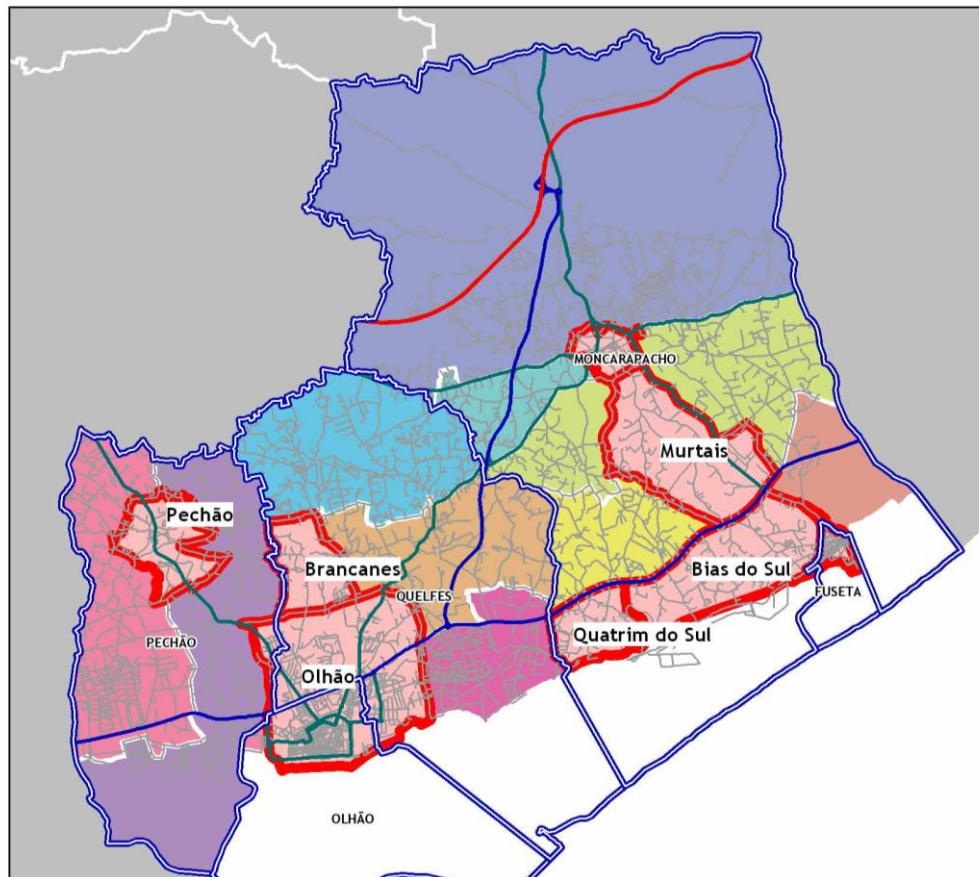 MONCARAPACHO
Murtais
Pechão
Brancanes
Bias do Sul
QUELFES
FUSETA
Quatrim do Sul
PECHÃO
Olhão
OLHÃO